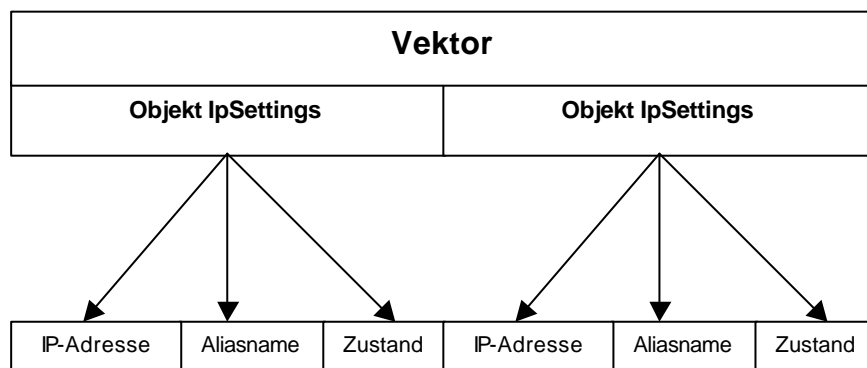 Vektor
Objekt IpSettings Objekt IpSettings
IP-Adresse Aliasname Zustand IP-Adresse Aliasname Zustand